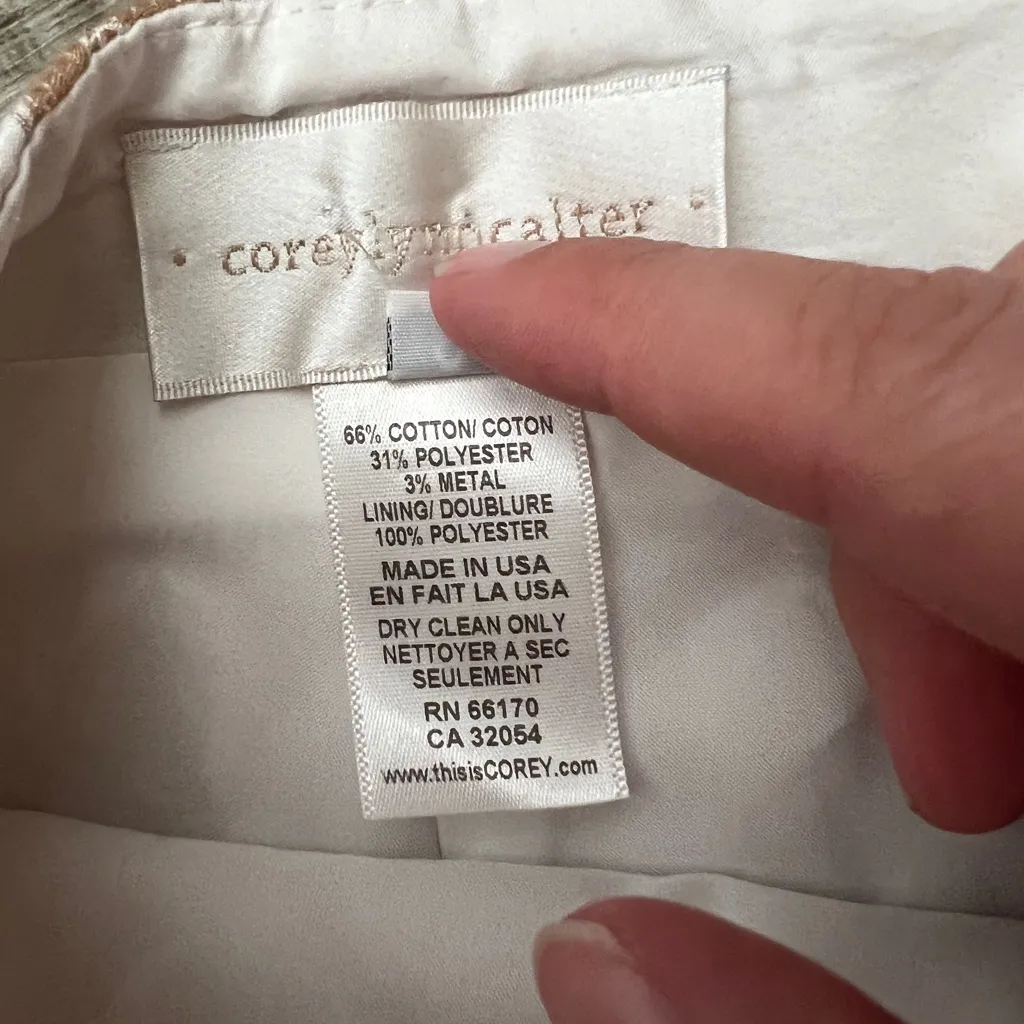 • coreylynncalter •
66% COTTON/ COTON
31% POLYESTER
3% METAL
LINING/ DOUBLURE
100% POLYESTER
MADE IN USA
EN FAIT LA USA
DRY CLEAN ONLY
NETTOYER A SEC
SEULEMENT
RN 66170
CA 32054
www.thisisCOREY.com